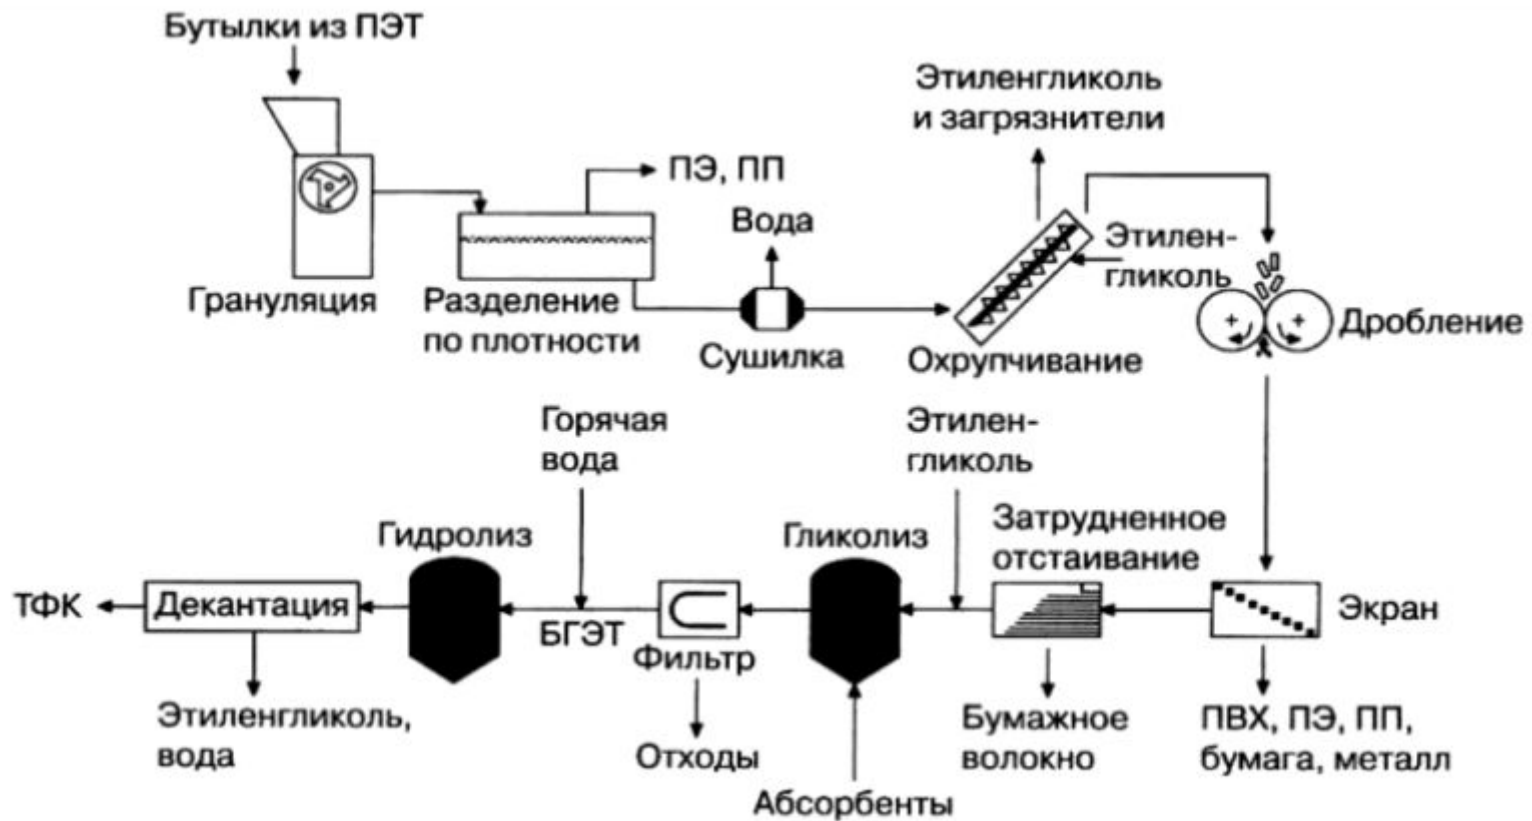 Бутылки из ПЭТ
Этиленгликоль
и загрязнители
ПЭ, ПП
Вода
Этилен-
гликоль
Грануляция
Разделение
по плотности
Сушилка
Охрупчивание
Дробление
Горячая
вода
Этилен-
гликоль
Гидролиз
Гликолиз
Затрудненное
отстаивание
ТФК
Декантация
БГЭТ
Фильтр
Экран
Этиленгликоль,
вода
Отходы
Абсорбенты
Бумажное
волокно
ПВХ, ПЭ, ПП,
бумага, металл